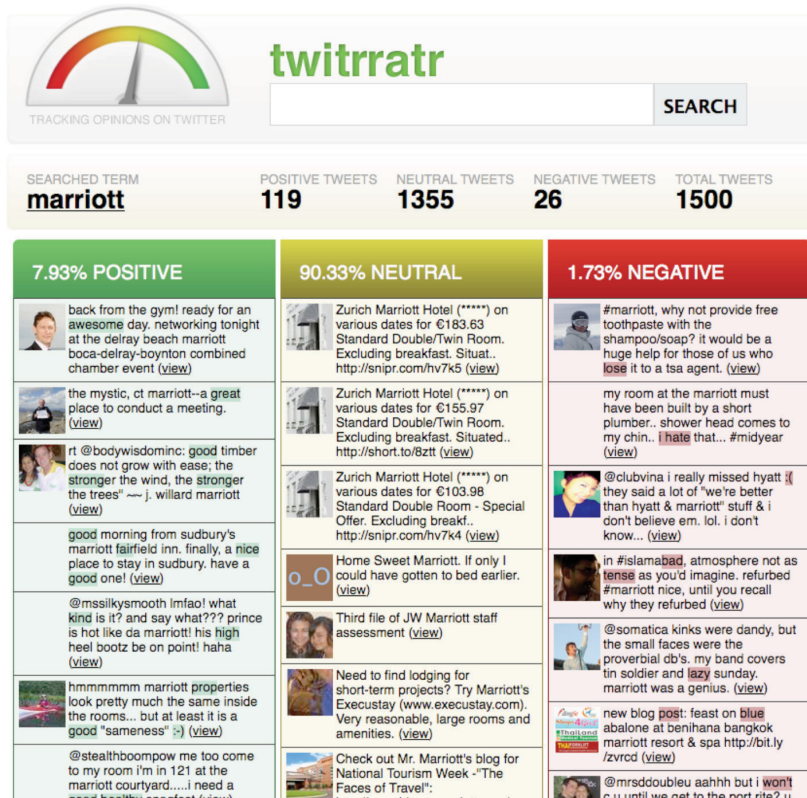 twitrratr
SEARCH
TRACKING OPINIONS ON TWITTER
SEARCHED TERM
marriott
POSITIVE TWEETS
119
NEUTRAL TWEETS
1355
NEGATIVE TWEETS
26
TOTAL TWEETS
1500
7.93% POSITIVE
back from the gym! ready for an
awesome day. networking tonight
at the delray beach marriott
boca-delray-boynton combined
chamber event (view)
the mystic, ct marriott--a great
place to conduct a meeting.
(view)
rt @bodywisdominc: good timber
does not grow with ease; the
stronger the wind, the stronger
the trees" ~~ j. willard marriott
(view)
good morning from sudbury's
marriott fairfield inn. finally, a nice
place to stay in sudbury. have a
good one! (view)
@mssilkysmooth lmfao! what
kind is it? and say what??? prince
is hot like da marriott! his high
heel bootz be on point! haha
(view)
hmmmmmm marriott properties
look pretty much the same inside
the rooms... but at least it is a
good "sameness" :-) (view)
@stealthboompow me too come
to my room i'm in 121 at the
marriott courtyard.....i need a
90.33% NEUTRAL
Zurich Marriott Hotel (*****) on
various dates for €183.63
Standard Double/Twin Room.
Excluding breakfast. Situat..
http://snipr.com/hv7k5 (view)
Zurich Marriott Hotel (*****) on
various dates for €155.97
Standard Double/Twin Room.
Excluding breakfast. Situated..
http://short.to/8ztt (view)
Zurich Marriott Hotel (*****) on
various dates for €103.98
Standard Double Room - Special
Offer. Excluding breakf..
http://snipr.com/hv7k4 (view)
o_O
Home Sweet Marriott. If only I
could have gotten to bed earlier.
(view)
Third file of JW Marriott staff
assessment (view)
Need to find lodging for
short-term projects? Try Marriott's
Execustay (www.execustay.com).
Very reasonable, large rooms and
amenities. (view)
Check out Mr. Marriott's blog for
National Tourism Week -"The
Faces of Travel":
1.73% NEGATIVE
#marriott, why not provide free
toothpaste with the
shampoo/soap? it would be a
huge help for those of us who
lose it to a tsa agent. (view)
my room at the marriott must
have been built by a short
plumber.. shower head comes to
my chin.. i hate that... #midyear
(view)
@clubvina i really missed hyatt :(
they said a lot of "we're better
than hyatt & marriott" stuff & i
don't believe em. lol. i don't
know... (view)
in #islamabad, atmosphere not as
tense as you'd imagine. refurbed
#marriott nice, until you recall
why they refurbed (view)
@somatica kinks were dandy, but
the small faces were the
proverbial db's. my band covers
tin soldier and lazy sunday.
marriott was a genius. (view)
new blog post: feast on blue
abalone at benihana bangkok
marriott resort & spa http://bit.ly
/zvrcd (view)
@mrsddoubleu aahhh but i won't
c u until we get to the port rite? u